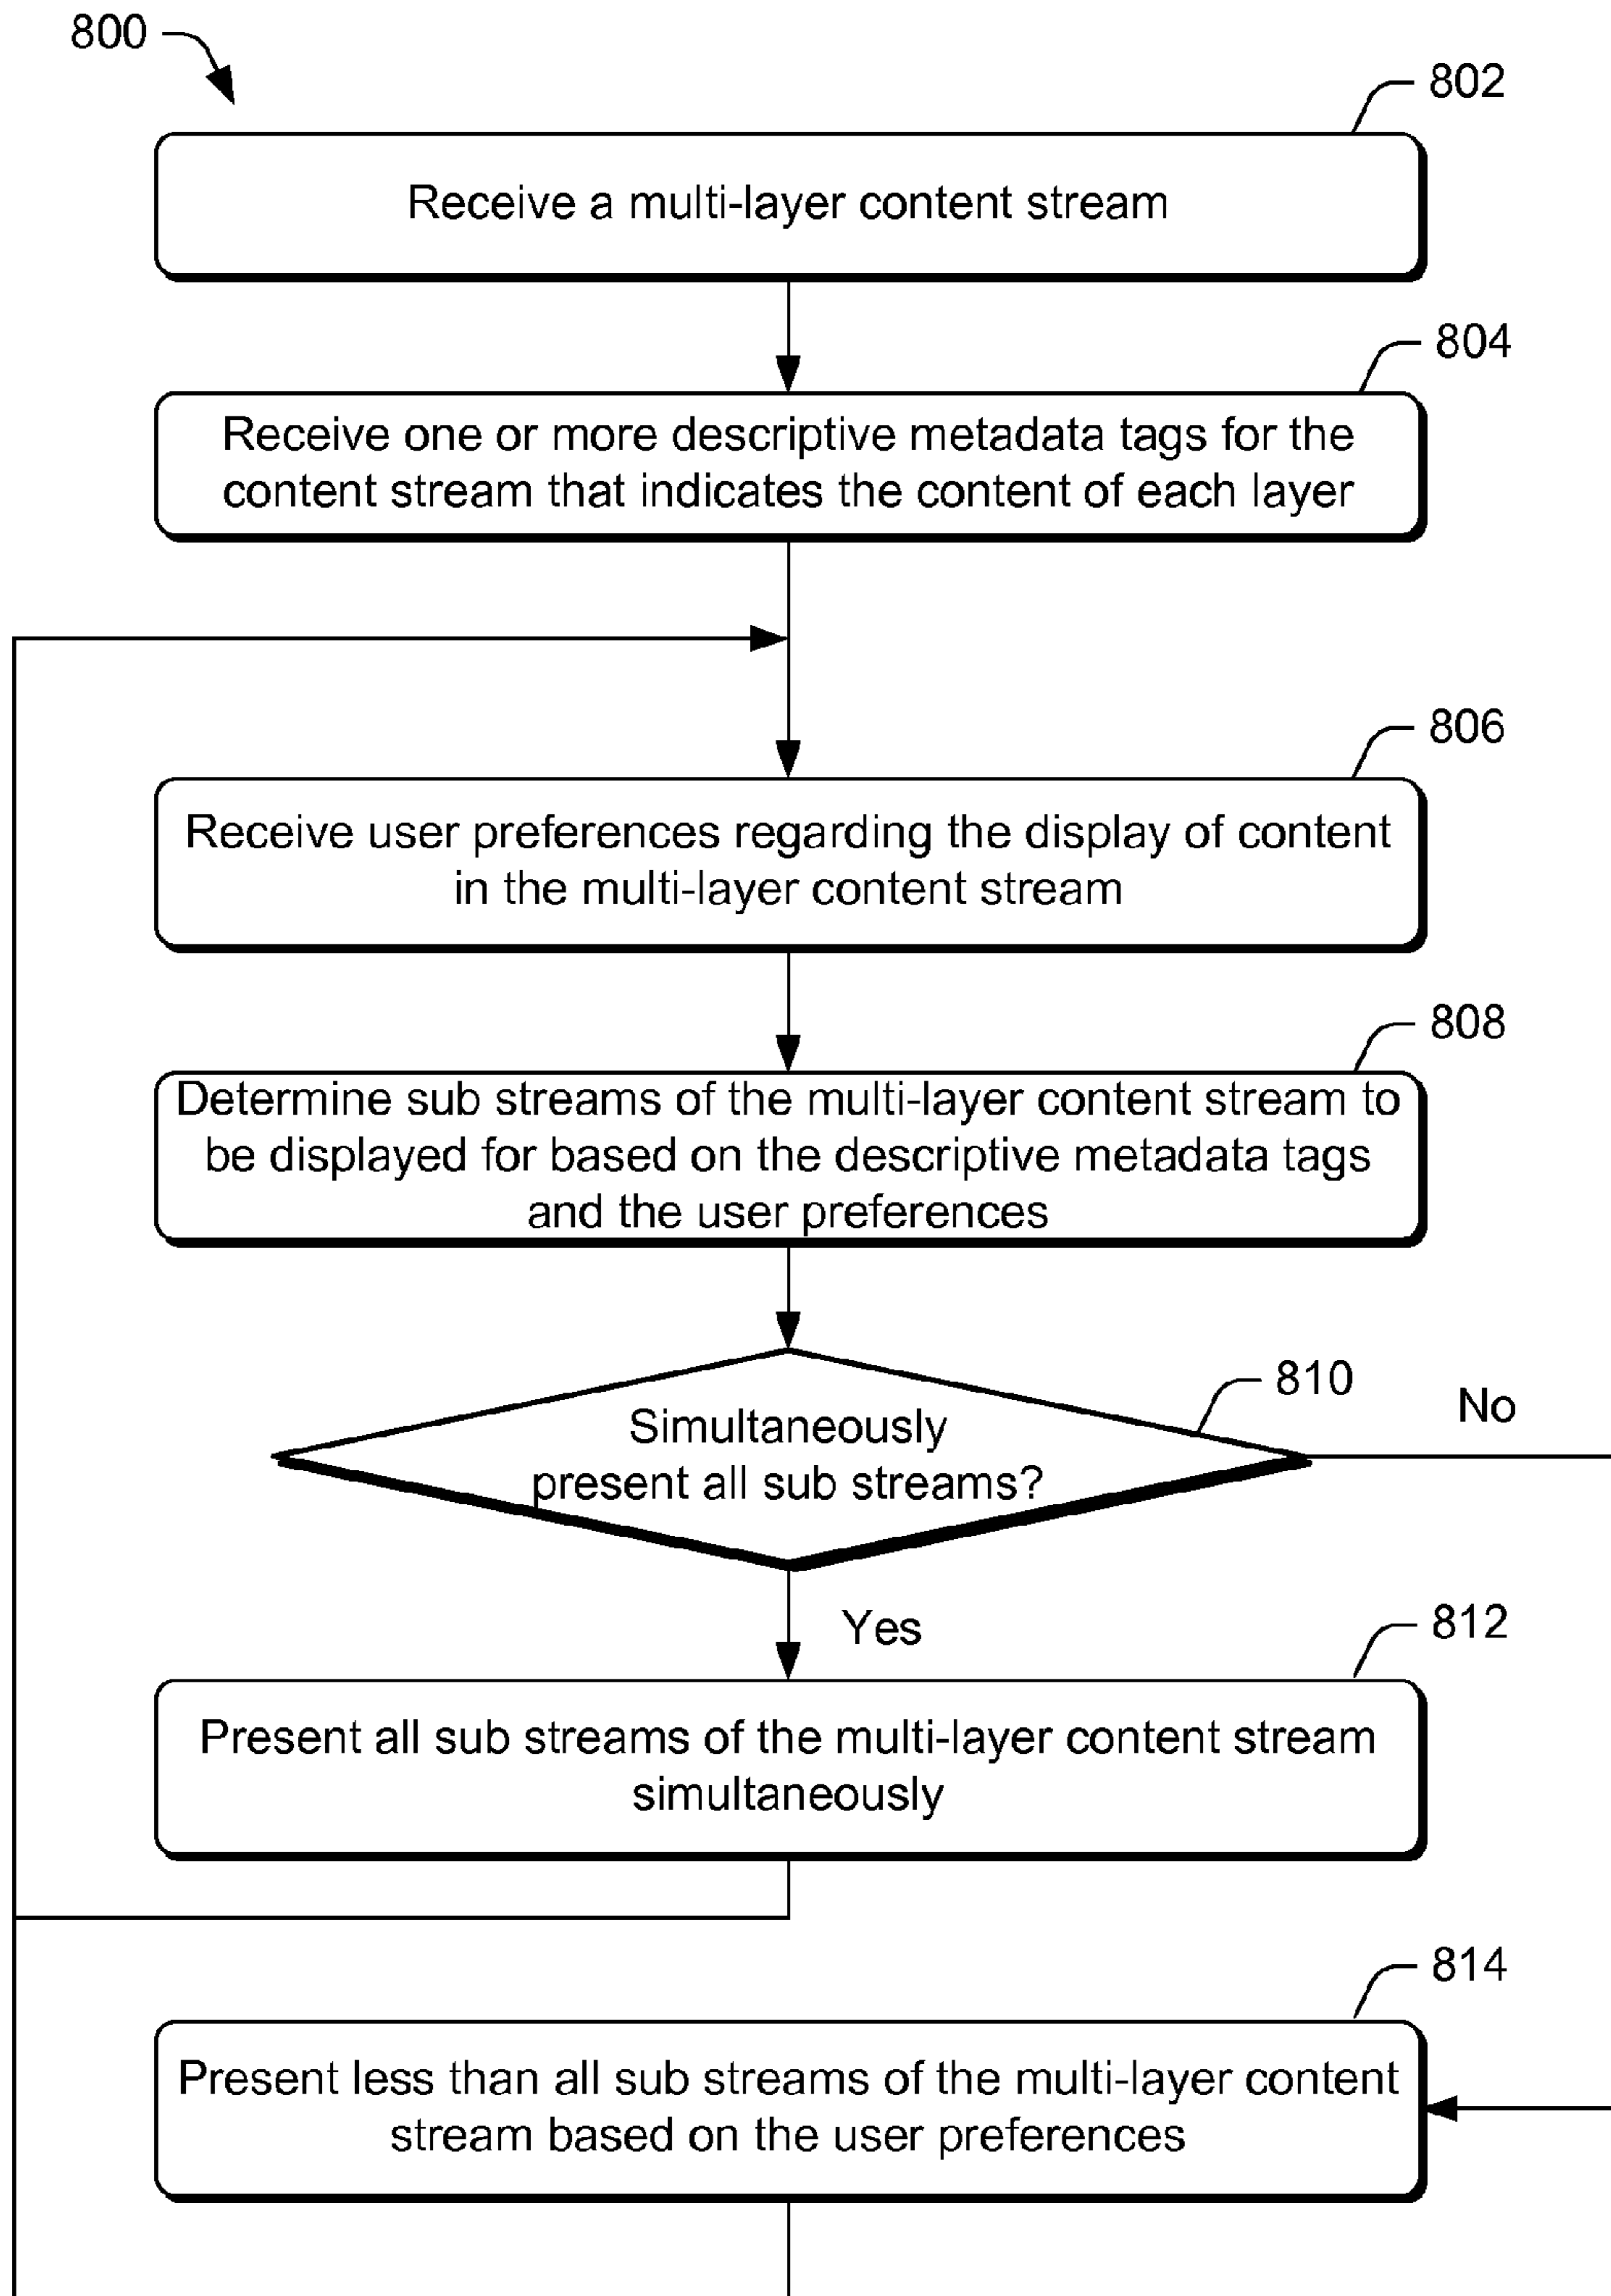 800
802
Receive a multi-layer content stream
804
Receive one or more descriptive metadata tags for the
content stream that indicates the content of each layer
806
Receive user preferences regarding the display of content
in the multi-layer content stream
808
Determine sub streams of the multi-layer content stream to
be displayed for based on the descriptive metadata tags
and the user preferences
810
No
Simultaneously
present all sub streams?
Yes
812
Present all sub streams of the multi-layer content stream
simultaneously
814
Present less than all sub streams of the multi-layer content
stream based on the user preferences